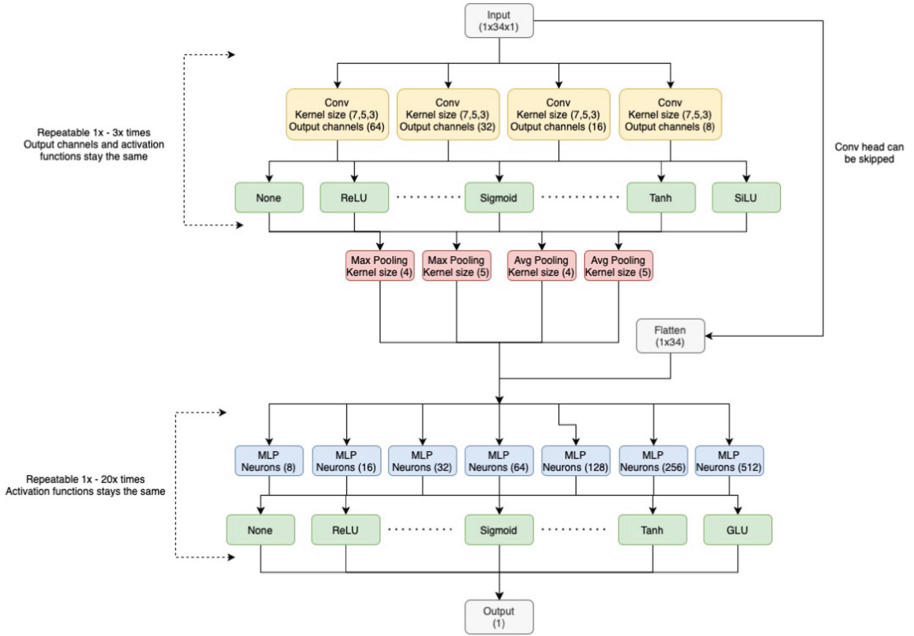 Input
(1x34x1)
Conv
Kernel size (7,5,3)
Output channels (64)
Conv
Kernel size (7,5,3)
Output channels (32)
Conv
Kernel size (7,5,3)
Output channels (16)
Conv
Kernel size (7,5,3)
Output channels (8)
Repeatable 1x - 3x times
Output channels and activation
functions stay the same
Conv head can
be skipped
None
ReLU
Sigmoid
Tanh
SiLU
Max Pooling
Kernel size (4)
Max Pooling
Kernel size (5)
Avg Pooling
Kernel size (4)
Avg Pooling
Kernel size (5)
Flatten
(1x34)
MLP
Neurons (8)
MLP
Neurons (16)
MLP
Neurons (32)
MLP
Neurons (64)
MLP
Neurons (128)
MLP
Neurons (256)
MLP
Neurons (512)
Repeatable 1x - 20x times
Activation functions stays the same
None
ReLU
Sigmoid
Tanh
GLU
Output
(1)